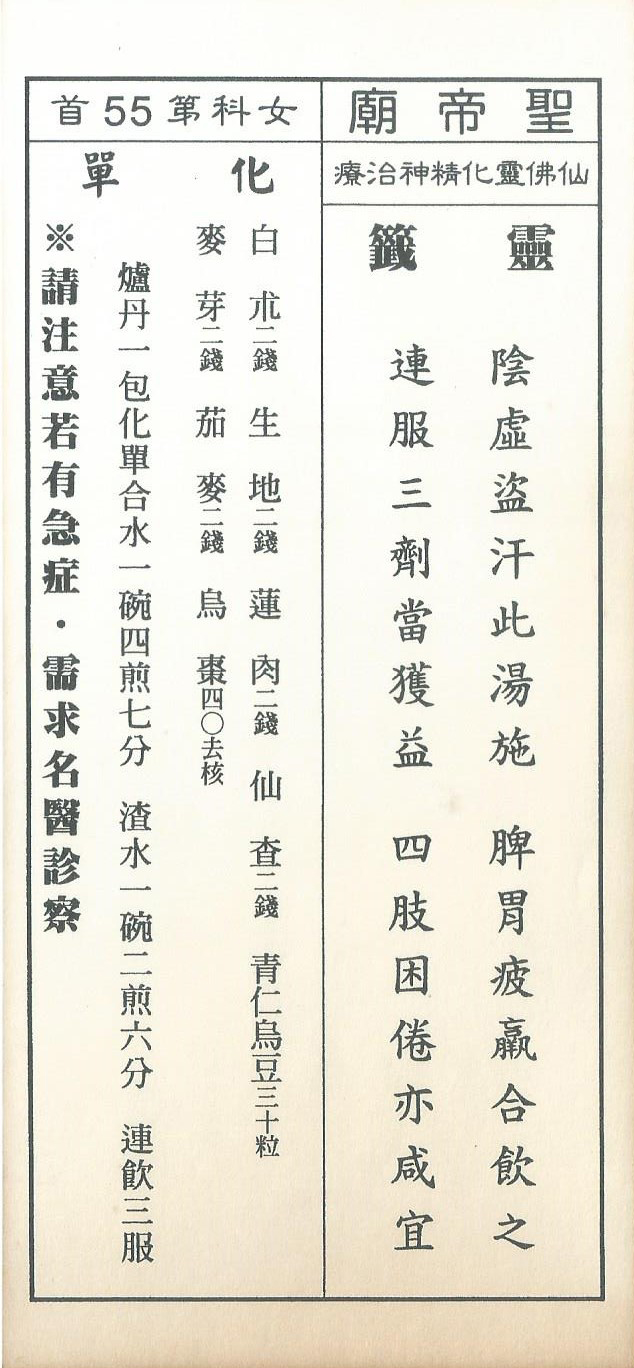 聖帝廟
仙佛靈化精神治療
靈籤
陰虛盜汗此湯施　脾胃疲羸合飲之
連服三劑當獲益　四肢困倦亦咸宜
女科第55首
化單
白朮二錢　生地二錢　蓮肉二錢　仙查二錢　青仁烏豆三十粒
麥芽二錢　茄麥二錢　烏棗四〇去核
爐丹一包化單合水一碗四煎七分　渣水一碗二煎六分　連飲三服
※請注意若有急症・需求名醫診察